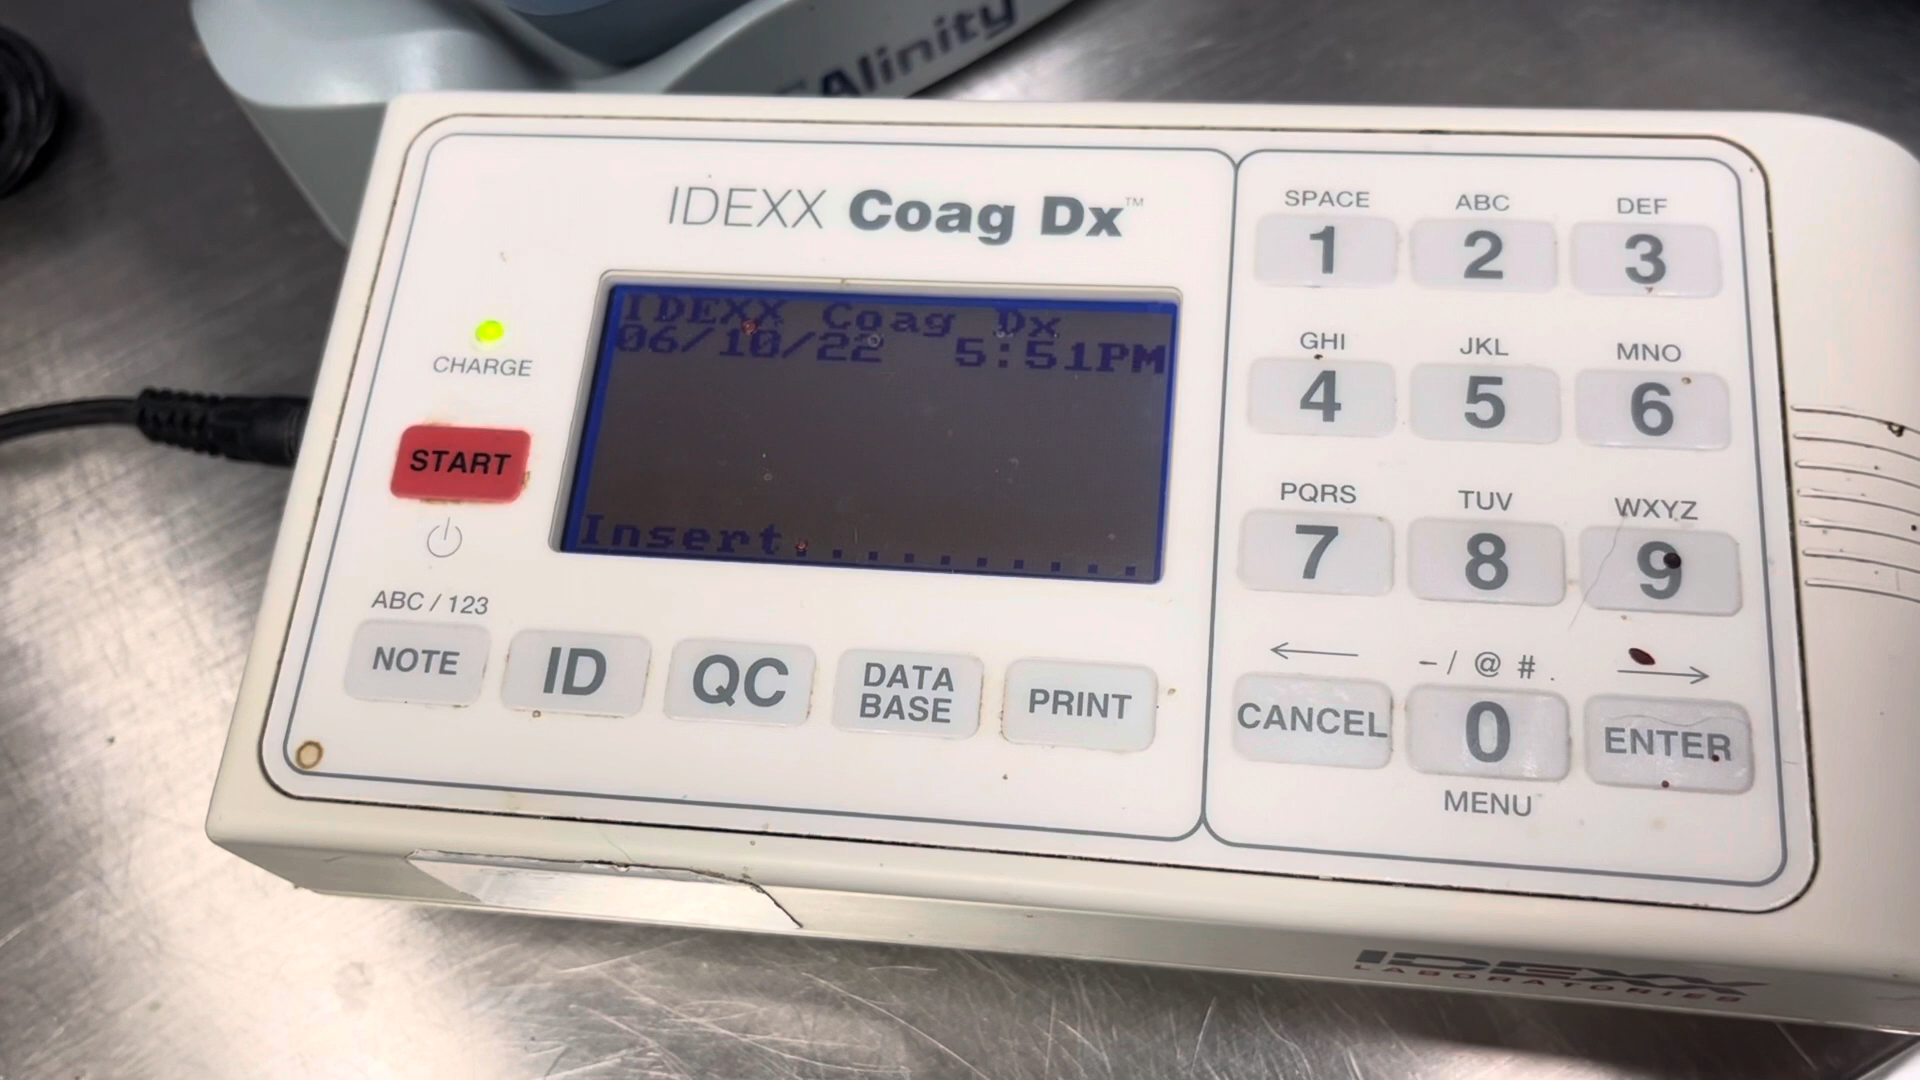 Alinity
IDEXX Coag Dx™
IDEXX Coag Dx
06/10/22 5:51PM
Insert..........
CHARGE
START
ABC / 123
NOTE
ID
QC
DATA
BASE
PRINT
SPACE ABC DEF
1 2 3
GHI JKL MNO
4 5 6
PQRS TUV WXYZ
7 8 9
← - / @ # . →
CANCEL 0 ENTER
MENU
IDEXX
LABORATORIES